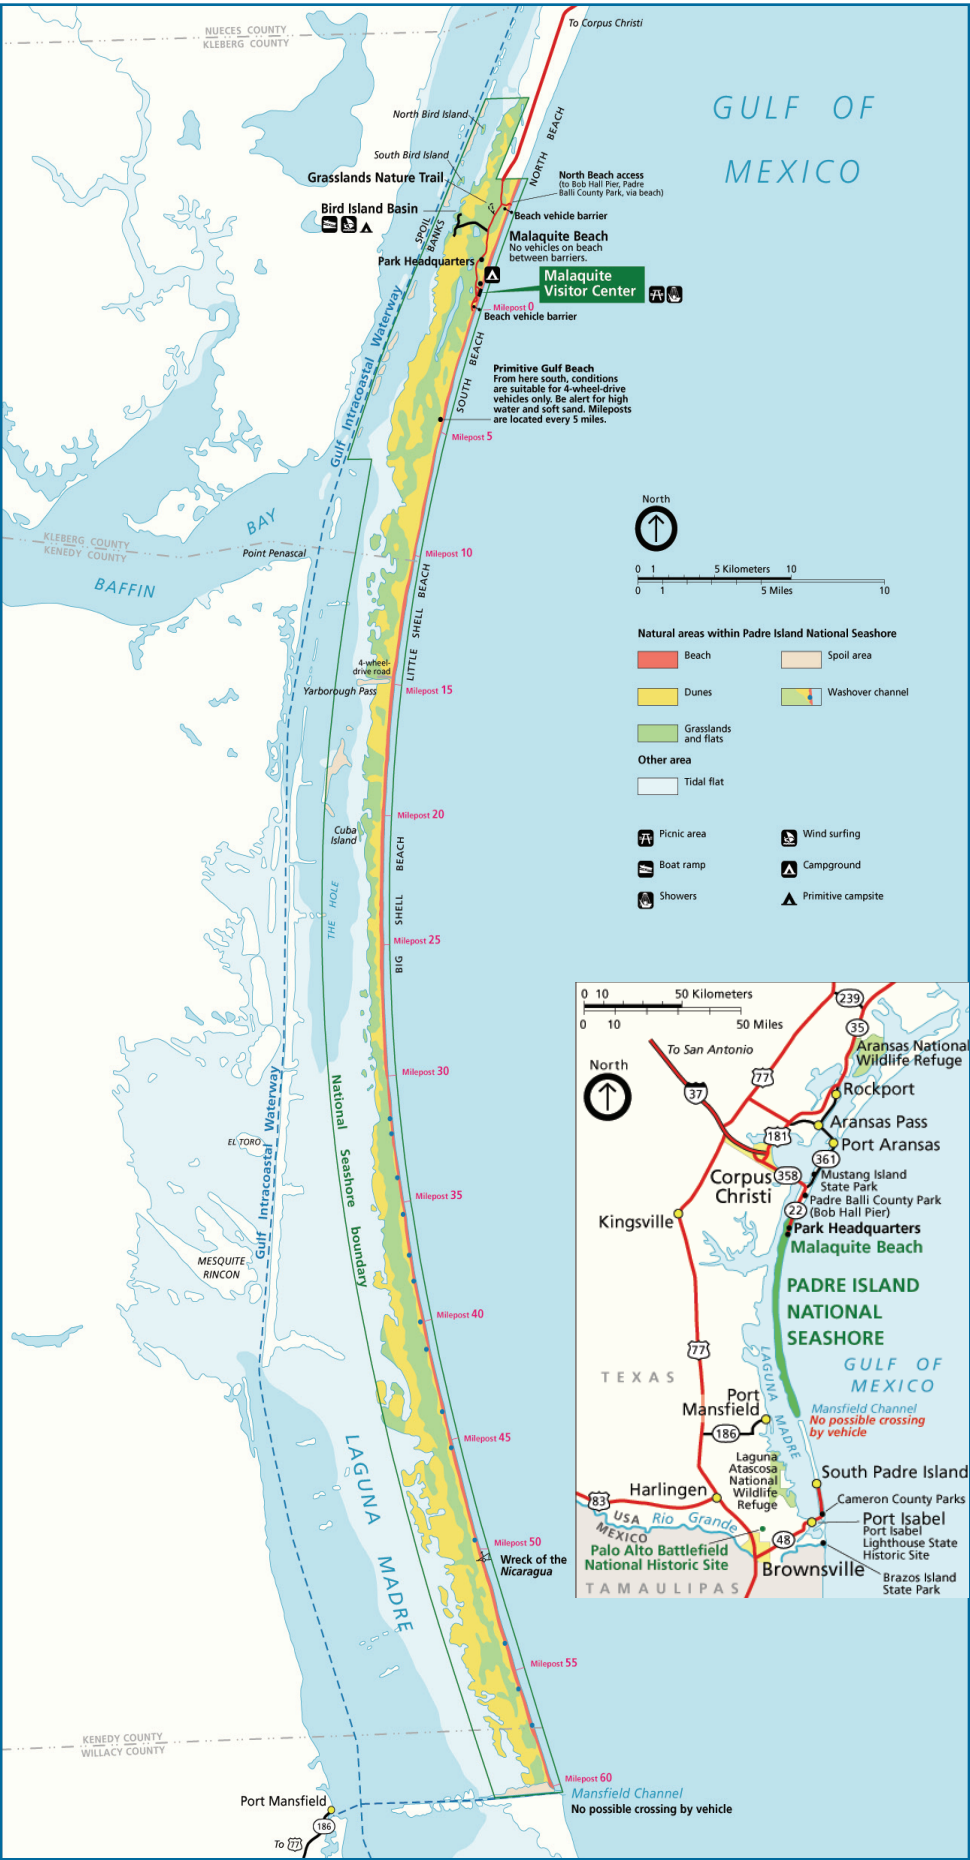 To Corpus Christi
NUECES COUNTY
KLEBERG COUNTY
GULF OF
MEXICO
North Bird Island
NORTH BEACH
South Bird Island
Grasslands Nature Trail
North Beach access
(to Bob Hall Pier, Padre
Balli County Park, via beach)
Bird Island Basin
Beach vehicle barrier
SPOIL
BANKS
Malaquite Beach
No vehicles on beach
between barriers.
Park Headquarters
Malaquite
Visitor Center
Milepost 0
Beach vehicle barrier
Gulf Intracoastal Waterway
SOUTH BEACH
Primitive Gulf Beach
From here south, conditions
are suitable for 4-wheel-drive
vehicles only. Be alert for high
water and soft sand. Mileposts
are located every 5 miles.
Milepost 5
North
BAY
KLEBERG COUNTY
KENEDY COUNTY
Point Penascal
Milepost 10
BAFFIN
0 1 5 Kilometers 10
0 1 5 Miles 10
LITTLE SHELL BEACH
Natural areas within Padre Island National Seashore
Beach
Spoil area
Dunes
Washover channel
Grasslands
and flats
Other area
Tidal flat
4-wheel-
drive road
Yarborough Pass
Milepost 15
Milepost 20
Cuba
Island
Picnic area
Wind surfing
Boat ramp
Campground
Showers
Primitive campsite
BIG SHELL BEACH
THE HOLE
Milepost 25
Milepost 30
National Seashore boundary
Gulf Intracoastal Waterway
EL TORO
Milepost 35
MESQUITE
RINCON
Milepost 40
Milepost 45
LAGUNA MADRE
Milepost 50
Wreck of the
Nicaragua
Milepost 55
KENEDY COUNTY
WILLACY COUNTY
Milepost 60
Mansfield Channel
No possible crossing by vehicle
Port Mansfield
186
To 77
0 10 50 Kilometers
0 10 50 Miles
239
35
To San Antonio
Aransas National
Wildlife Refuge
North
77
37
Rockport
Aransas Pass
181
Port Aransas
361
Corpus
Christi
358
Mustang Island
State Park
Padre Balli County Park
(Bob Hall Pier)
22
Kingsville
Park Headquarters
Malaquite Beach
PADRE ISLAND
NATIONAL
SEASHORE
77
GULF OF
MEXICO
TEXAS
LAGUNA MADRE
Port
Mansfield
Mansfield Channel
No possible crossing
by vehicle
186
Laguna
Atascosa
National
Wildlife
Refuge
South Padre Island
Harlingen
83
Cameron County Parks
USA
MEXICO
Rio Grande
Port Isabel
Port Isabel
Lighthouse State
Historic Site
48
Palo Alto Battlefield
National Historic Site
Brownsville
Brazos Island
State Park
TAMAULIPAS